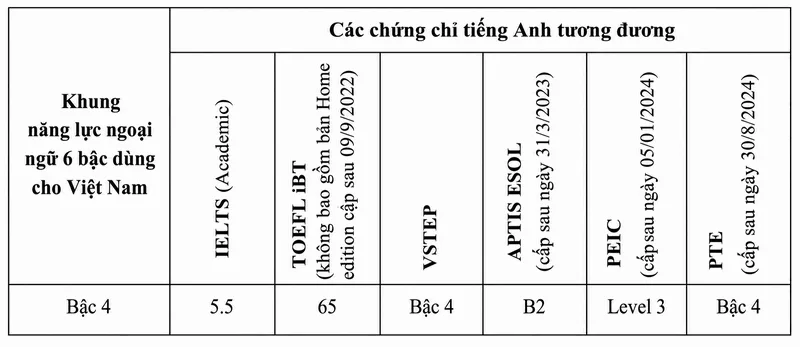 Các chứng chỉ tiếng Anh tương đương
Khung
năng lực ngoại
ngữ 6 bậc dùng
cho Việt Nam
IELTS (Academic)
TOEFL iBT
(không bao gồm bản Home
edition cập sau 09/9/2022)
VSTEP
APTIS ESOL
(cấp sau ngày 31/3/2023)
PEIC
(cấp sau ngày 05/01/2024)
PTE
(cấp sau ngày 30/8/2024)
Bậc 4
5.5
65
Bậc 4
B2
Level 3
Bậc 4